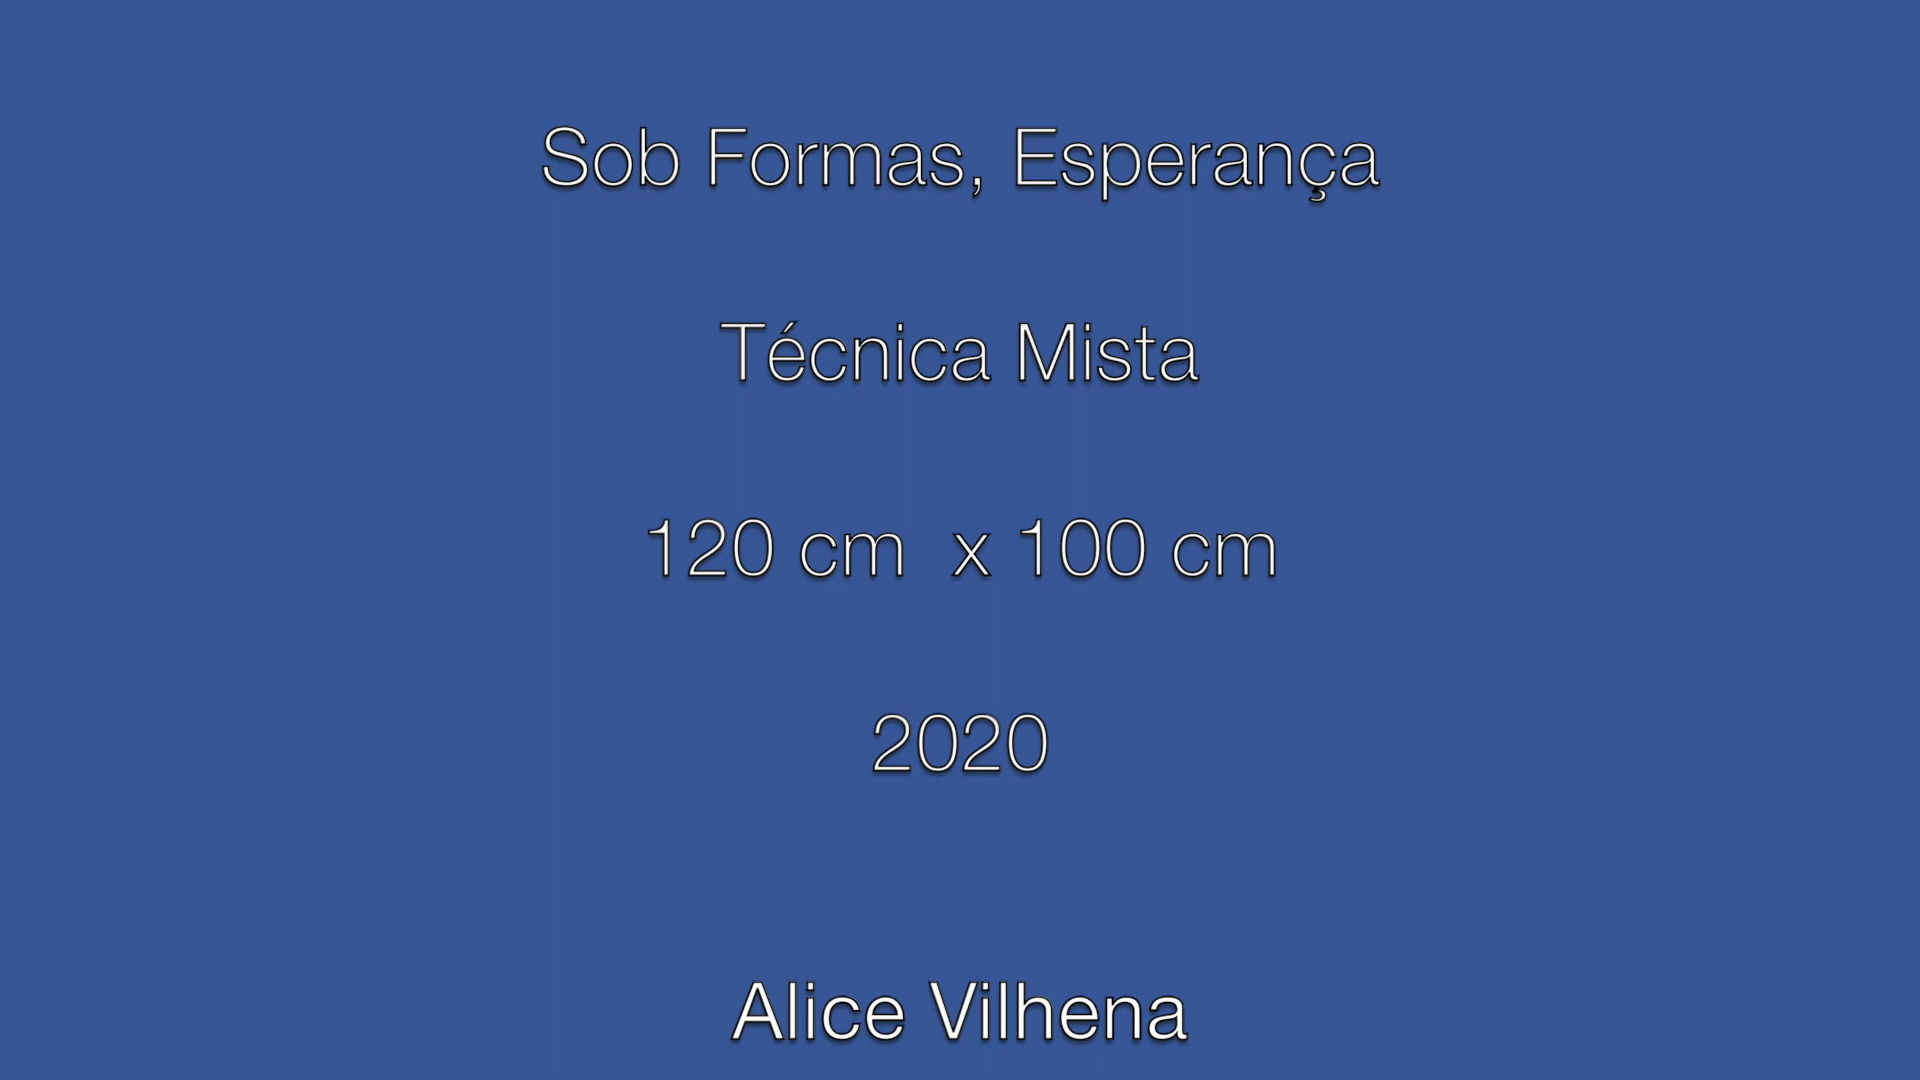 Sob Formas, Esperança
Técnica Mista
120 cm  x 100 cm
2020
Alice Vilhena